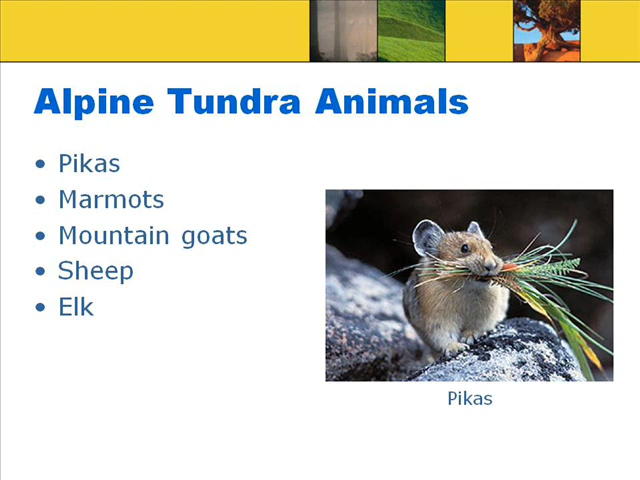 Alpine Tundra Animals
• Pikas
• Marmots
• Mountain goats
• Sheep
• Elk
Pikas